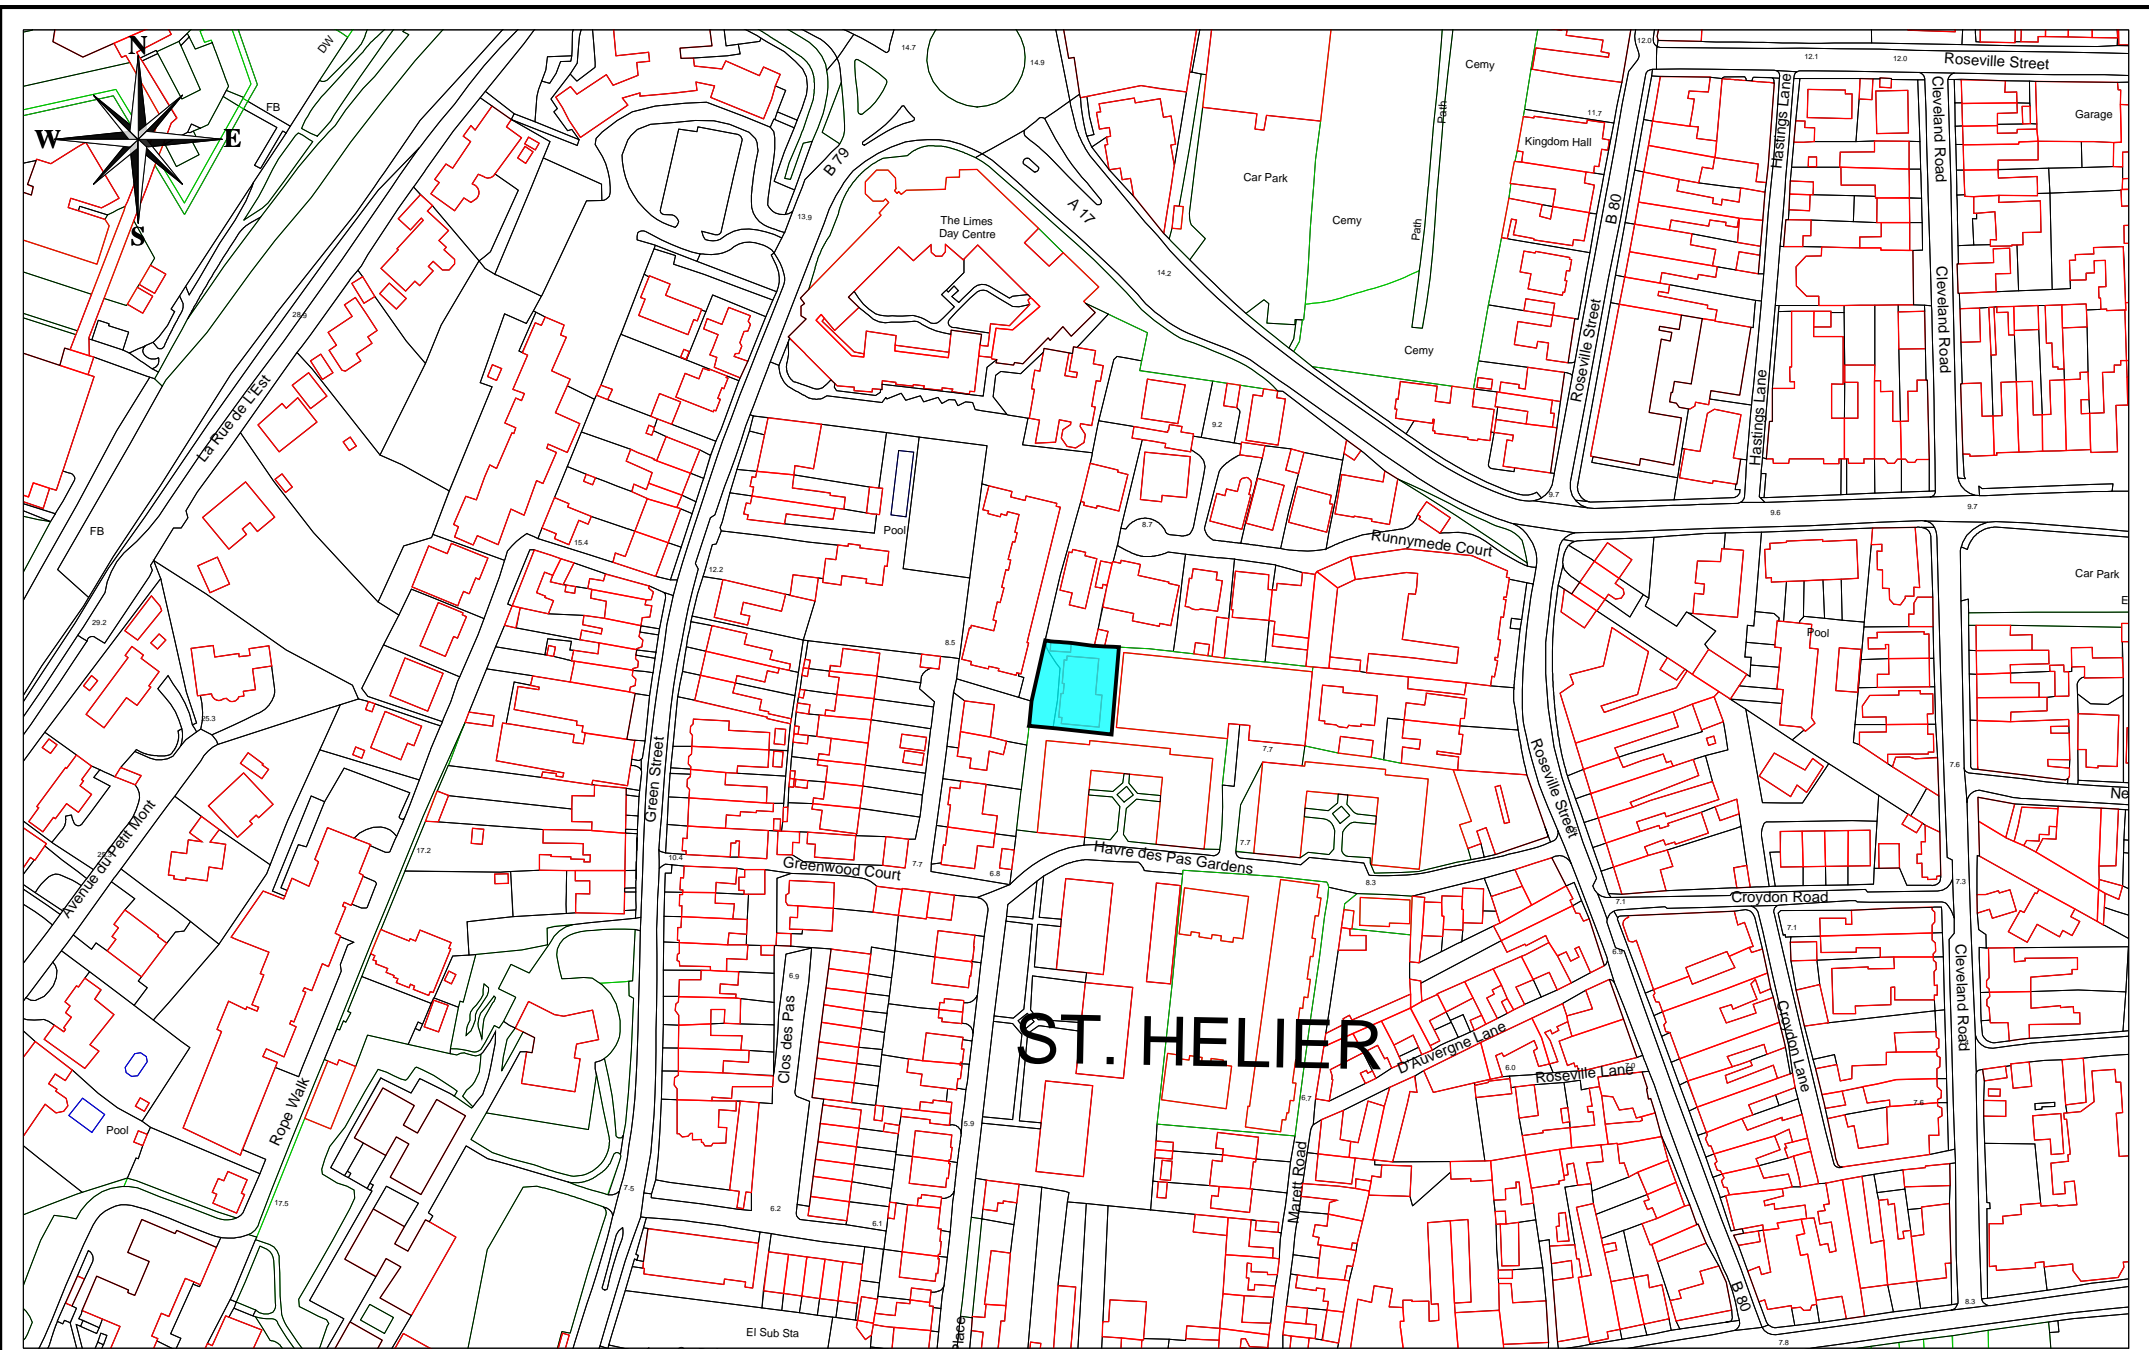 N
W
E
S
DW
FB
14.7
14.9
B 79
A 17
13.9
14.2
The Limes
Day Centre
Car Park
Cemy
Cemy
Cemy
Path
Path
Kingdom Hall
11.7
12.0
B 80
Roseville Street
Hastings Lane
Hastings Lane
12.1
12.0
Roseville Street
Cleveland Road
Cleveland Road
Garage
28.9
La Rue de L'Est
FB
29.2
15.4
12.2
Pool
8.5
9.2
8.7
Runnymede Court
9.7
9.6
9.7
Car Park
E
Pool
25.3
Avenue du Petit Mont
17.2
Green Street
10.4
Greenwood Court
7.7
6.8
7.7
7.7
Havre des Pas Gardens
8.3
Roseville Street
7.6
Ne
7.3
7.1
Croydon Road
7.1
6.9
Cleveland Road
Croydon Lane
6.9
Clos des Pas
ST. HELIER
D'Auvergne Lane
6.0
Roseville Lane
7.0
7.6
6.7
5.9
Marett Road
Rope Walk
Pool
17.5
7.5
6.2
6.1
El Sub Sta
lace
B 80
7.8
8.3